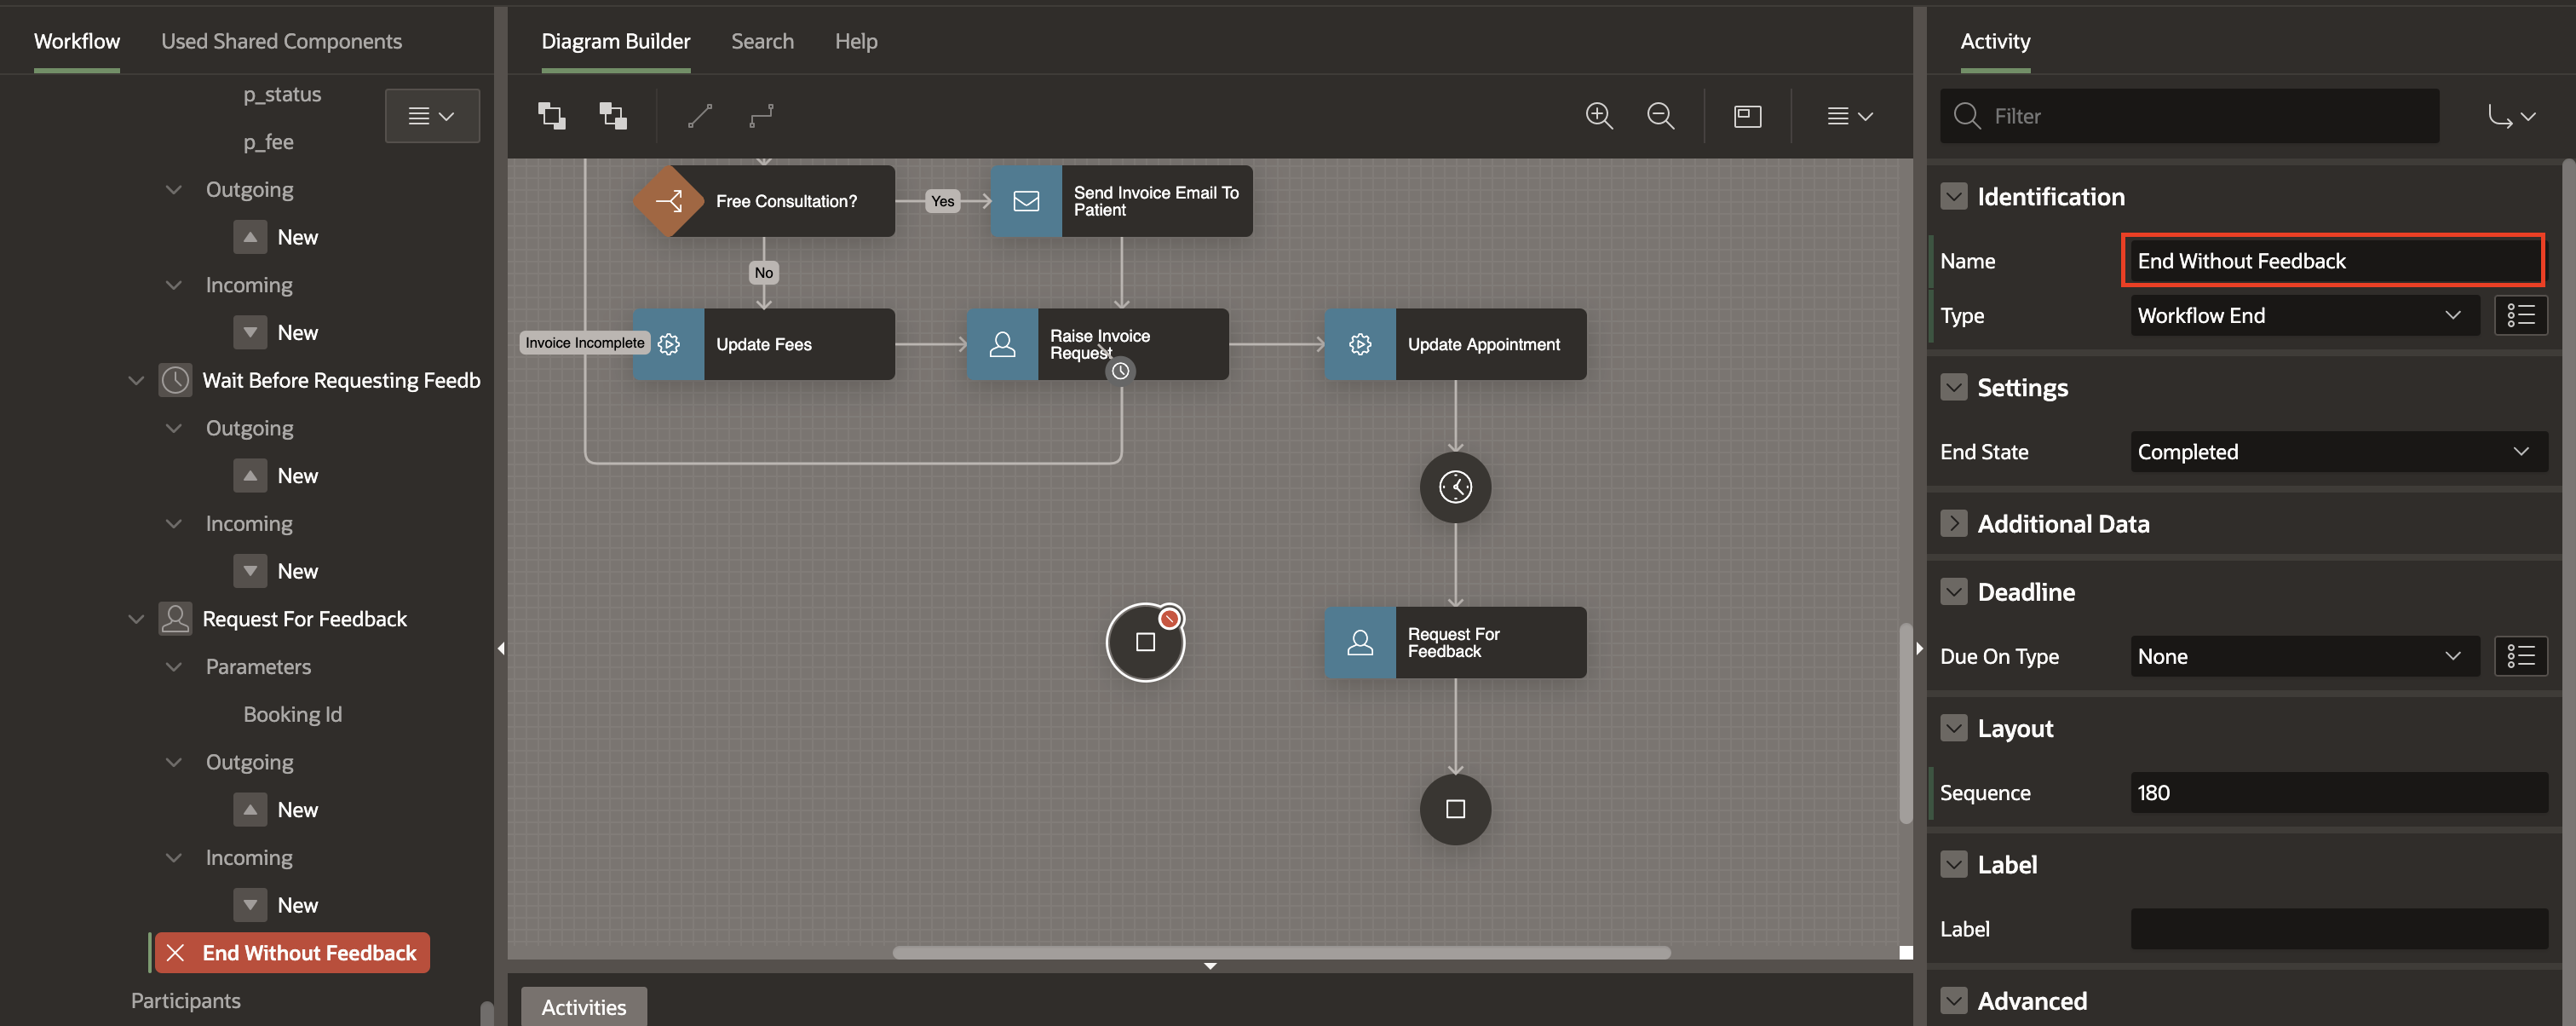 Workflow
Used Shared Components
p_status
p_fee
Outgoing
New
Incoming
New
Wait Before Requesting Feedb
Outgoing
New
Incoming
New
Request For Feedback
Parameters
Booking Id
Outgoing
New
Incoming
New
End Without Feedback
Participants
Diagram Builder
Search
Help
Free Consultation?
Yes
Send Invoice Email To
Patient
No
Invoice Incomplete
Update Fees
Raise Invoice
Request
Update Appointment
Request For
Feedback
Activities
Activity
Filter
Identification
Name
End Without Feedback
Type
Workflow End
Settings
End State
Completed
Additional Data
Deadline
Due On Type
None
Layout
Sequence
180
Label
Label
Advanced